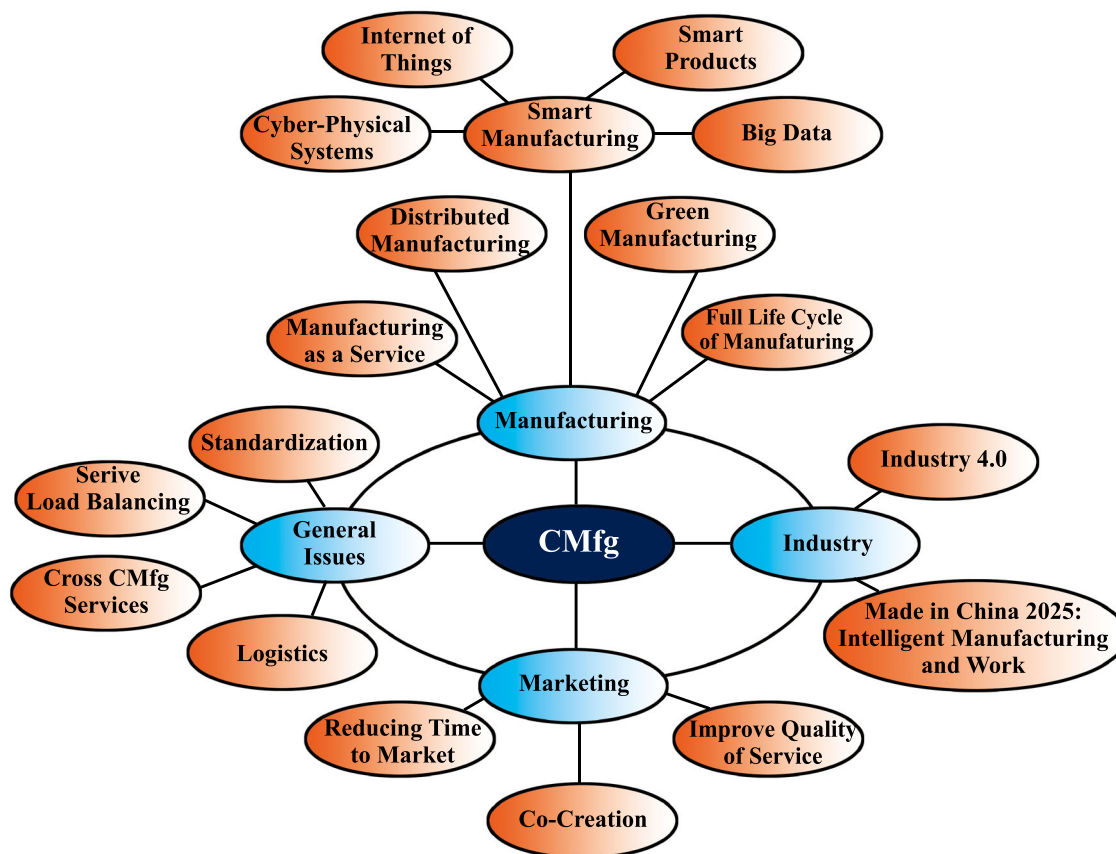 Internet of
Things
Smart
Products
Cyber-Physical
Systems
Smart
Manufacturing
Big Data
Distributed
Manufacturing
Green
Manufacturing
Manufacturing
as a Service
Full Life Cycle
of Manufaturing
Manufacturing
Standardization
Industry 4.0
Serive
Load Balancing
General
Issues
CMfg
Industry
Cross CMfg
Services
Made in China 2025:
Intelligent Manufacturing
and Work
Logistics
Marketing
Reducing Time
to Market
Improve Quality
of Service
Co-Creation